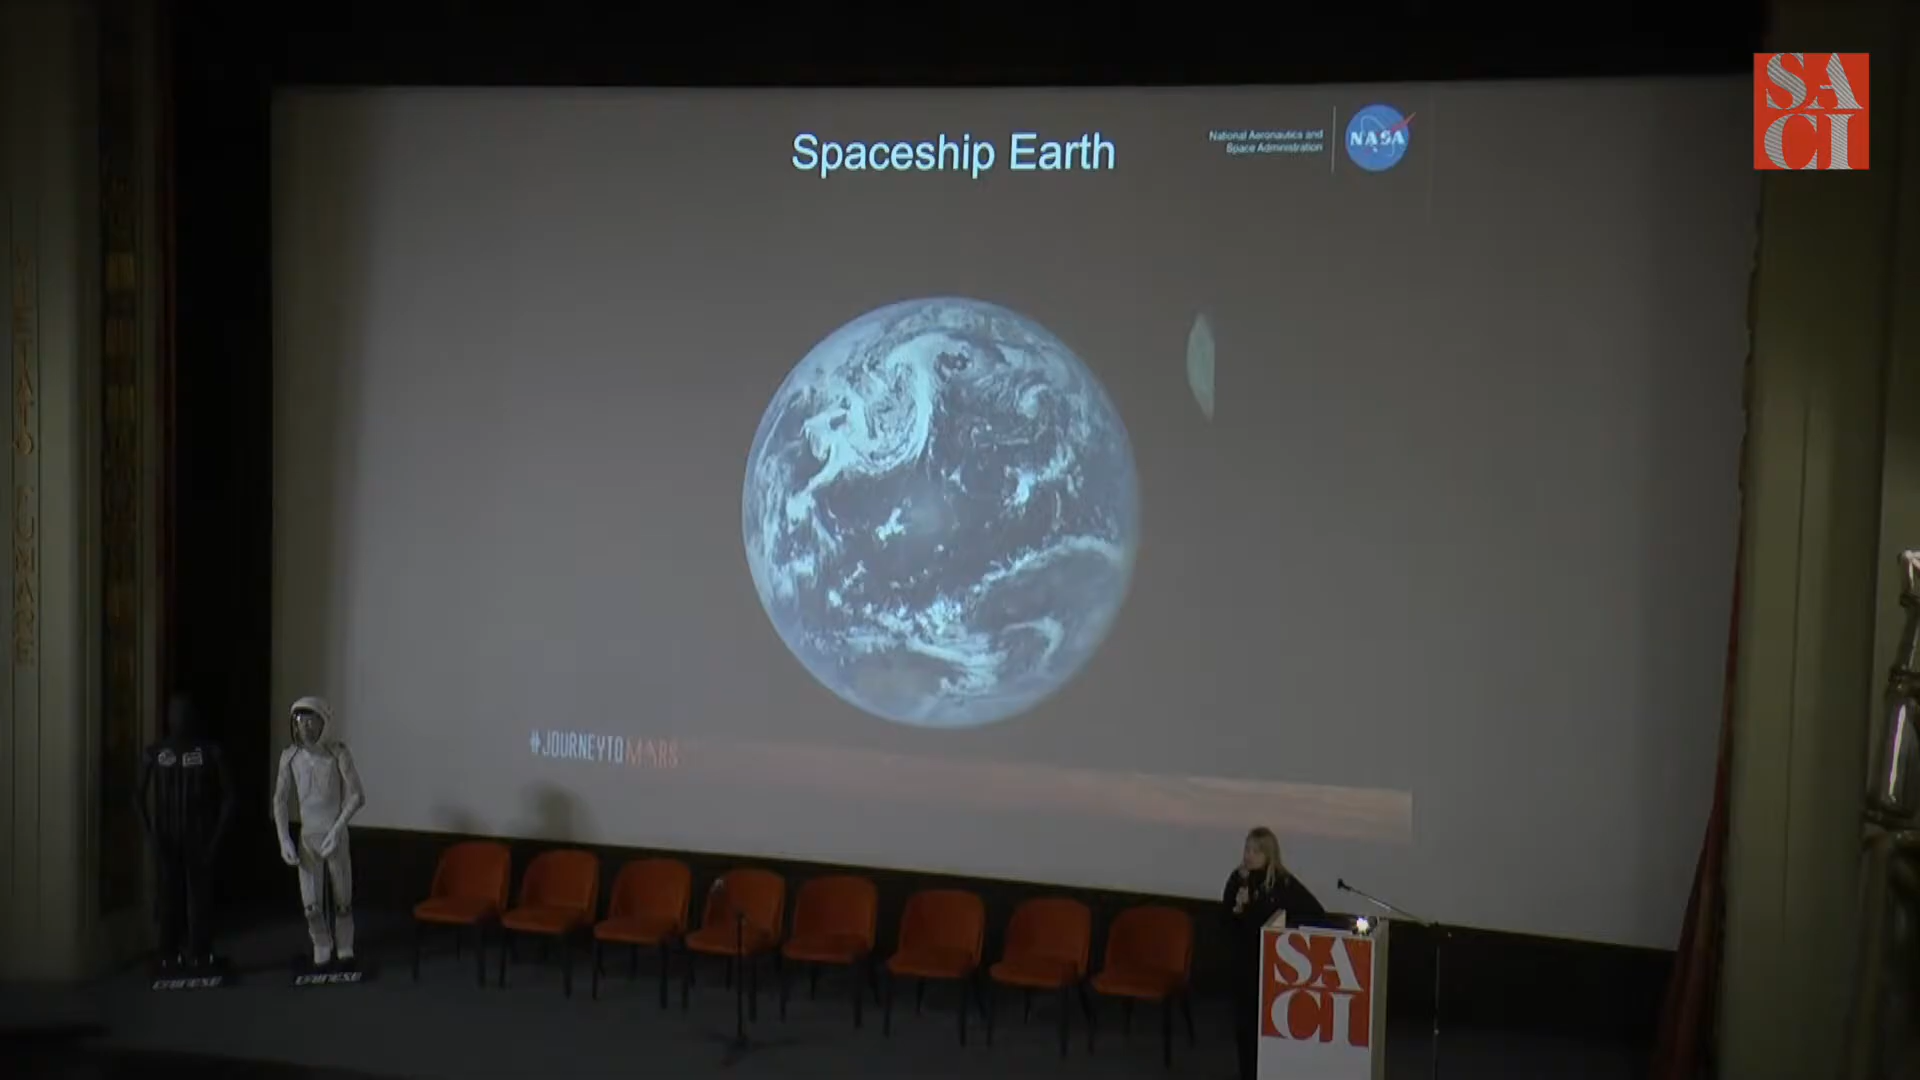 Spaceship Earth
National Aeronautics and
Space Administration
NASA
SA
CI
#JOURNEYTOMARS
SA
CI